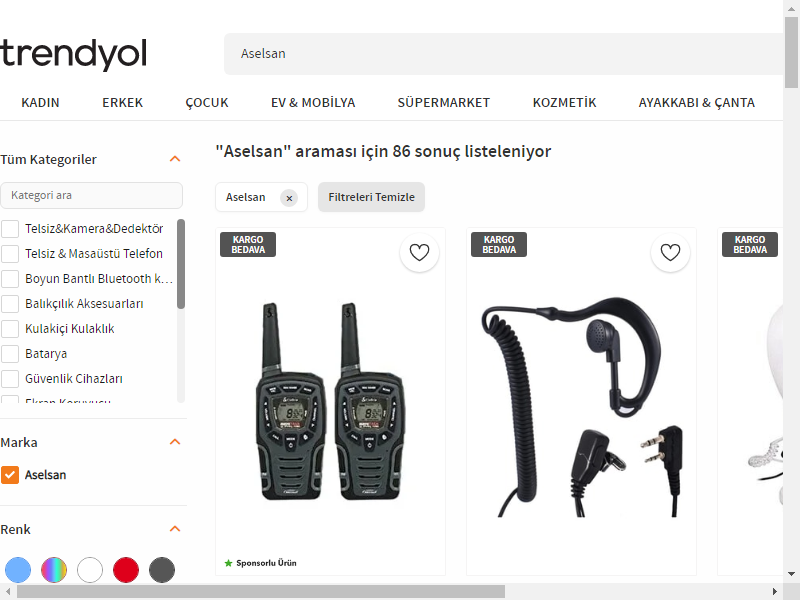 trendyol
Aselsan
KADIN ERKEK ÇOCUK EV & MOBİLYA SÜPERMARKET KOZMETİK AYAKKABI & ÇANTA
"Aselsan" araması için 86 sonuç listeleniyor
Aselsan × Filtreleri Temizle
Tüm Kategoriler
Kategori ara
Telsiz&Kamera&Dedektör
Telsiz & Masaüstü Telefon
Boyun Bantlı Bluetooth k...
Balıkçılık Aksesuarları
Kulakiçi Kulaklık
Batarya
Güvenlik Cihazları
Ekran Koruyucu
Marka
Aselsan
Renk
KARGO
BEDAVA
KARGO
BEDAVA
KARGO
BEDAVA
Sponsorlu Ürün